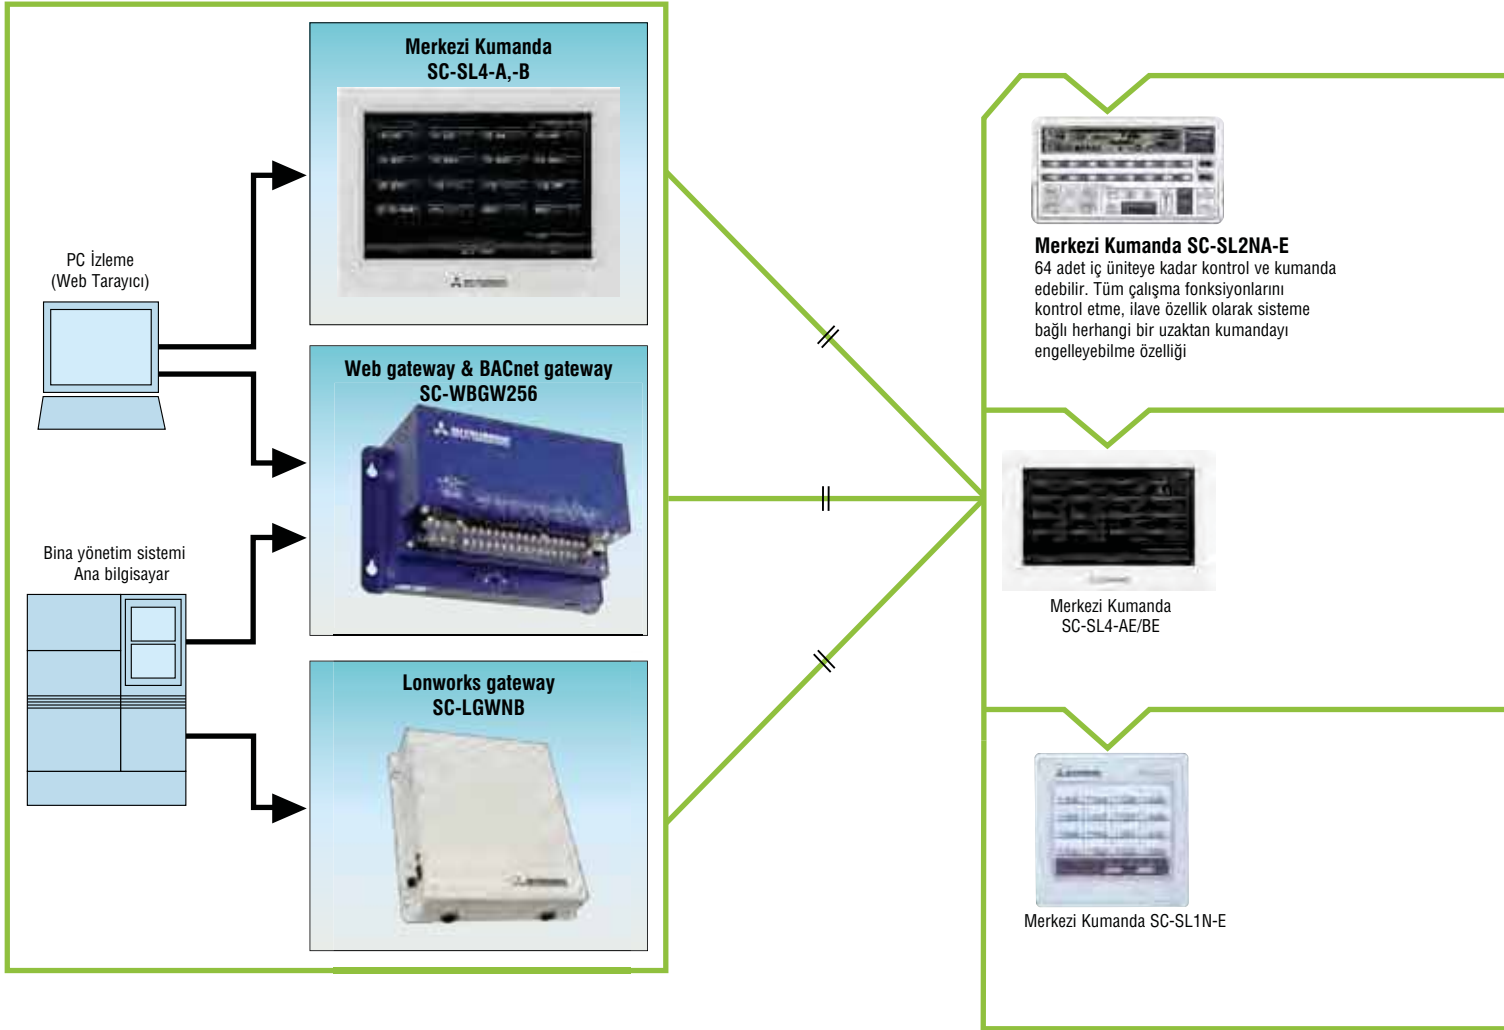 Merkezi Kumanda
SC-SL4-A,-B
PC İzleme
(Web Tarayıcı)
Web gateway & BACnet gateway
SC-WBGW256
Bina yönetim sistemi
Ana bilgisayar
Lonworks gateway
SC-LGWNB
Merkezi Kumanda SC-SL2NA-E
64 adet iç üniteye kadar kontrol ve kumanda
edebilir. Tüm çalışma fonksiyonlarını
kontrol etme, ilave özellik olarak sisteme
bağlı herhangi bir uzaktan kumandayı
engelleyebilme özelliği
Merkezi Kumanda
SC-SL4-AE/BE
Merkezi Kumanda SC-SL1N-E